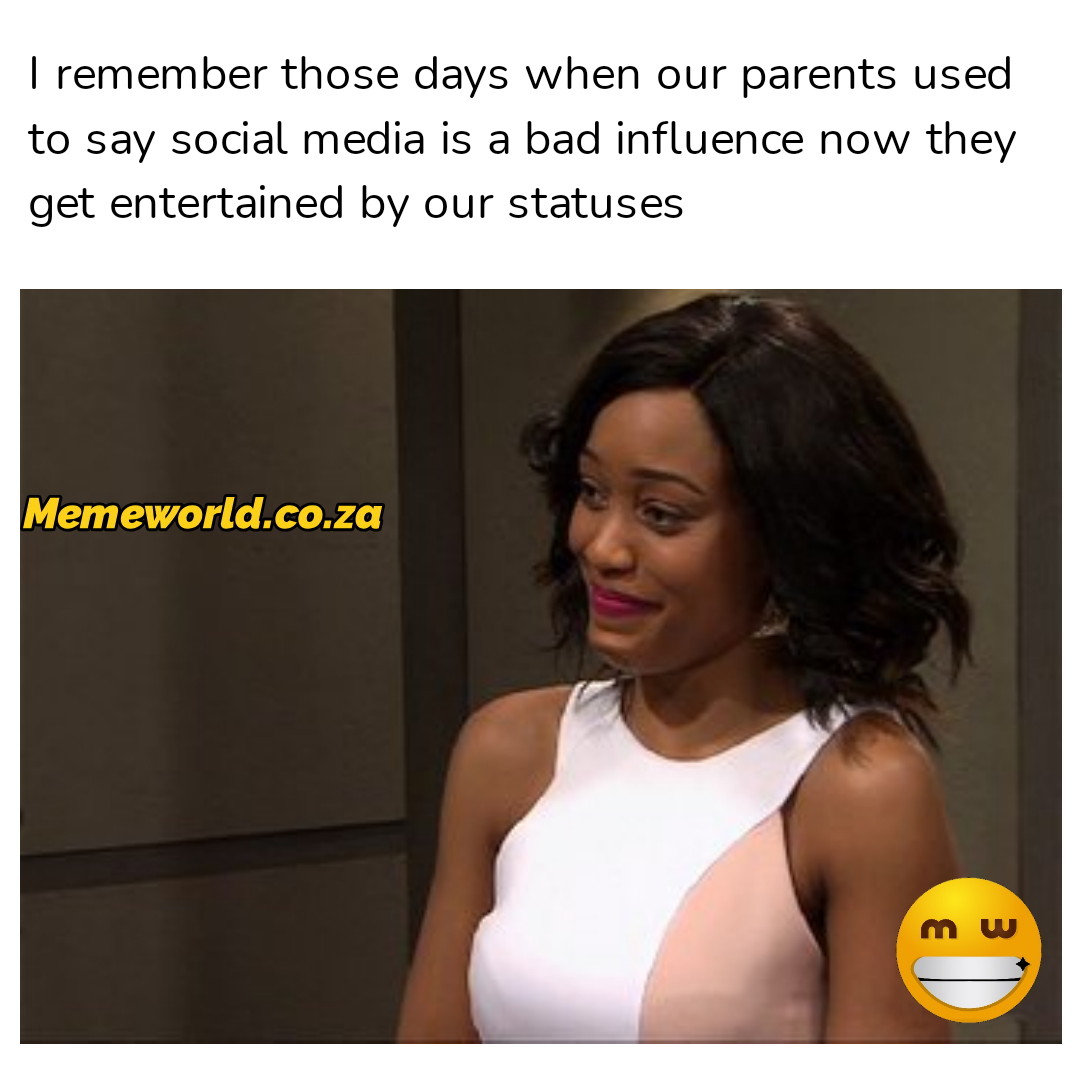 I remember those days when our parents used
to say social media is a bad influence now they
get entertained by our statuses
Memeworld.co.za
m w